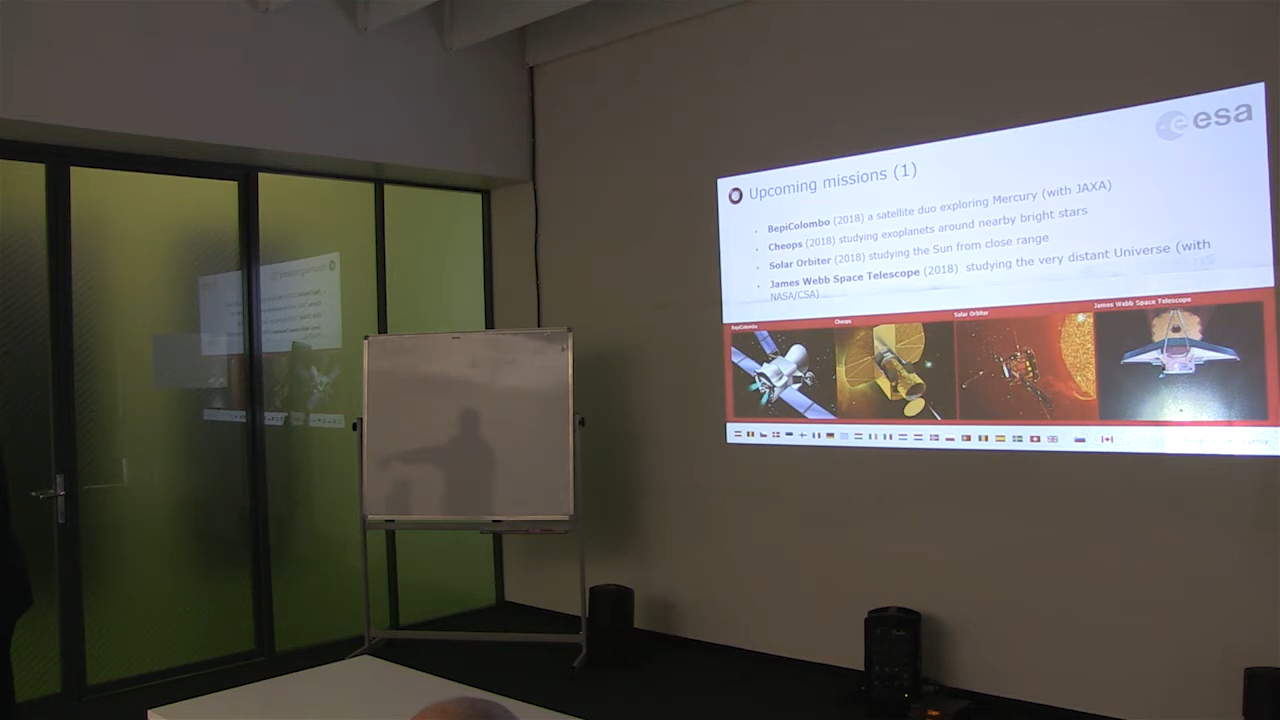 esa
Upcoming missions (1)
BepiColombo (2018) a satellite duo exploring Mercury (with JAXA)
Cheops (2018) studying exoplanets around nearby bright stars
Solar Orbiter (2018) studying the Sun from close range
James Webb Space Telescope (2018) studying the very distant Universe (with
NASA/CSA)
BepiColombo
Cheops
Solar Orbiter
James Webb Space Telescope